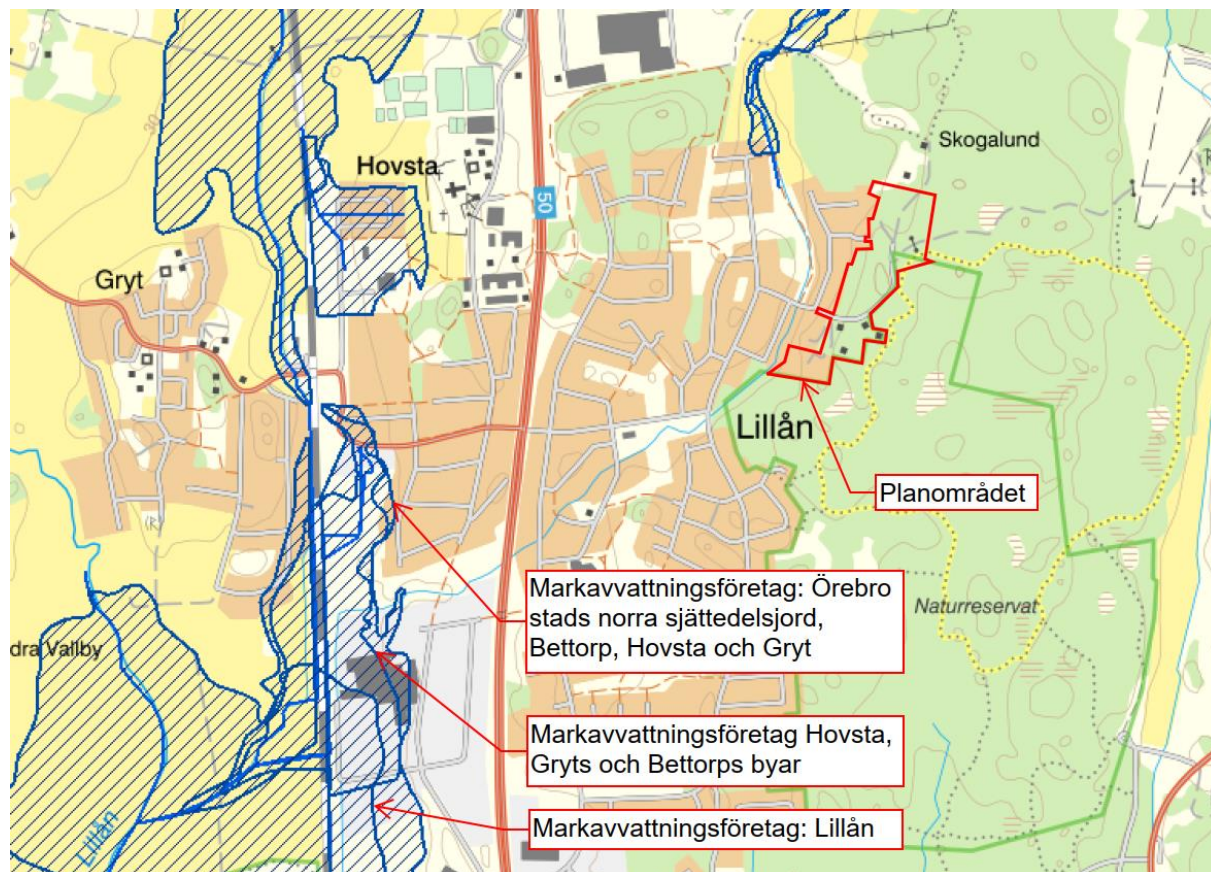 Skogalund
Hovsta
50
30
Gryt
Lillån
Planområdet
(R)
Markavvattningsföretag: Örebro
stads norra sjättedelsjord,
Bettorp, Hovsta och Gryt
Naturreservat
dra Vallby
Markavvattningsföretag Hovsta,
Gryts och Bettorps byar
Markavvattningsföretag: Lillån
Lillån